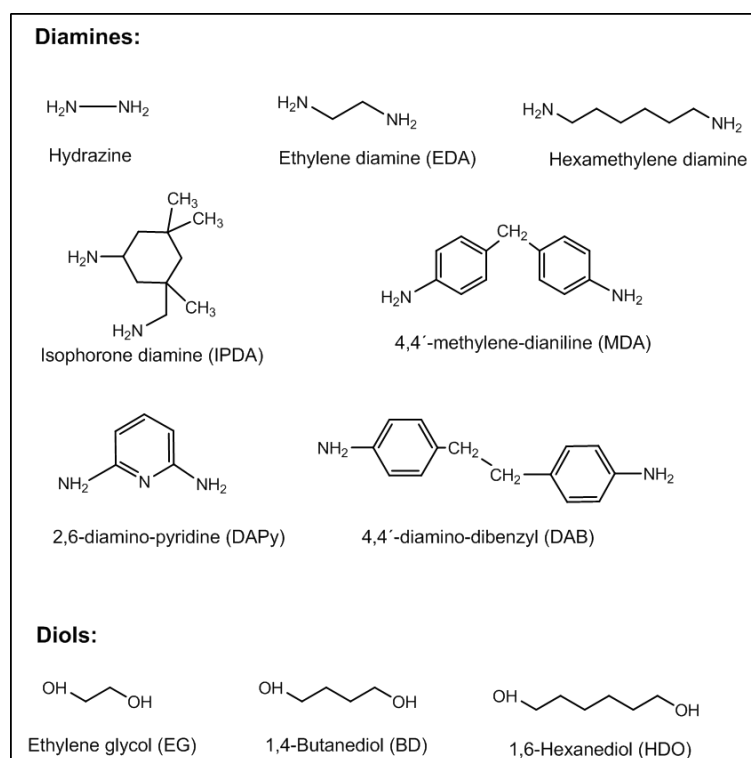 Diamines:
H₂N NH₂
H₂N
NH₂
H₂N
NH₂
Hydrazine
Ethylene diamine (EDA)
Hexamethylene diamine
CH₃
CH₃
H₂N
CH₃
H₂N
Isophorone diamine (IPDA)
CH₂
H₂N
NH₂
4,4´-methylene-dianiline (MDA)
NH₂ N NH₂
2,6-diamino-pyridine (DAPy)
NH₂
CH₂
CH₂
NH₂
4,4´-diamino-dibenzyl (DAB)
Diols:
OH
OH
Ethylene glycol (EG)
OH
OH
1,4-Butanediol (BD)
OH
OH
1,6-Hexanediol (HDO)